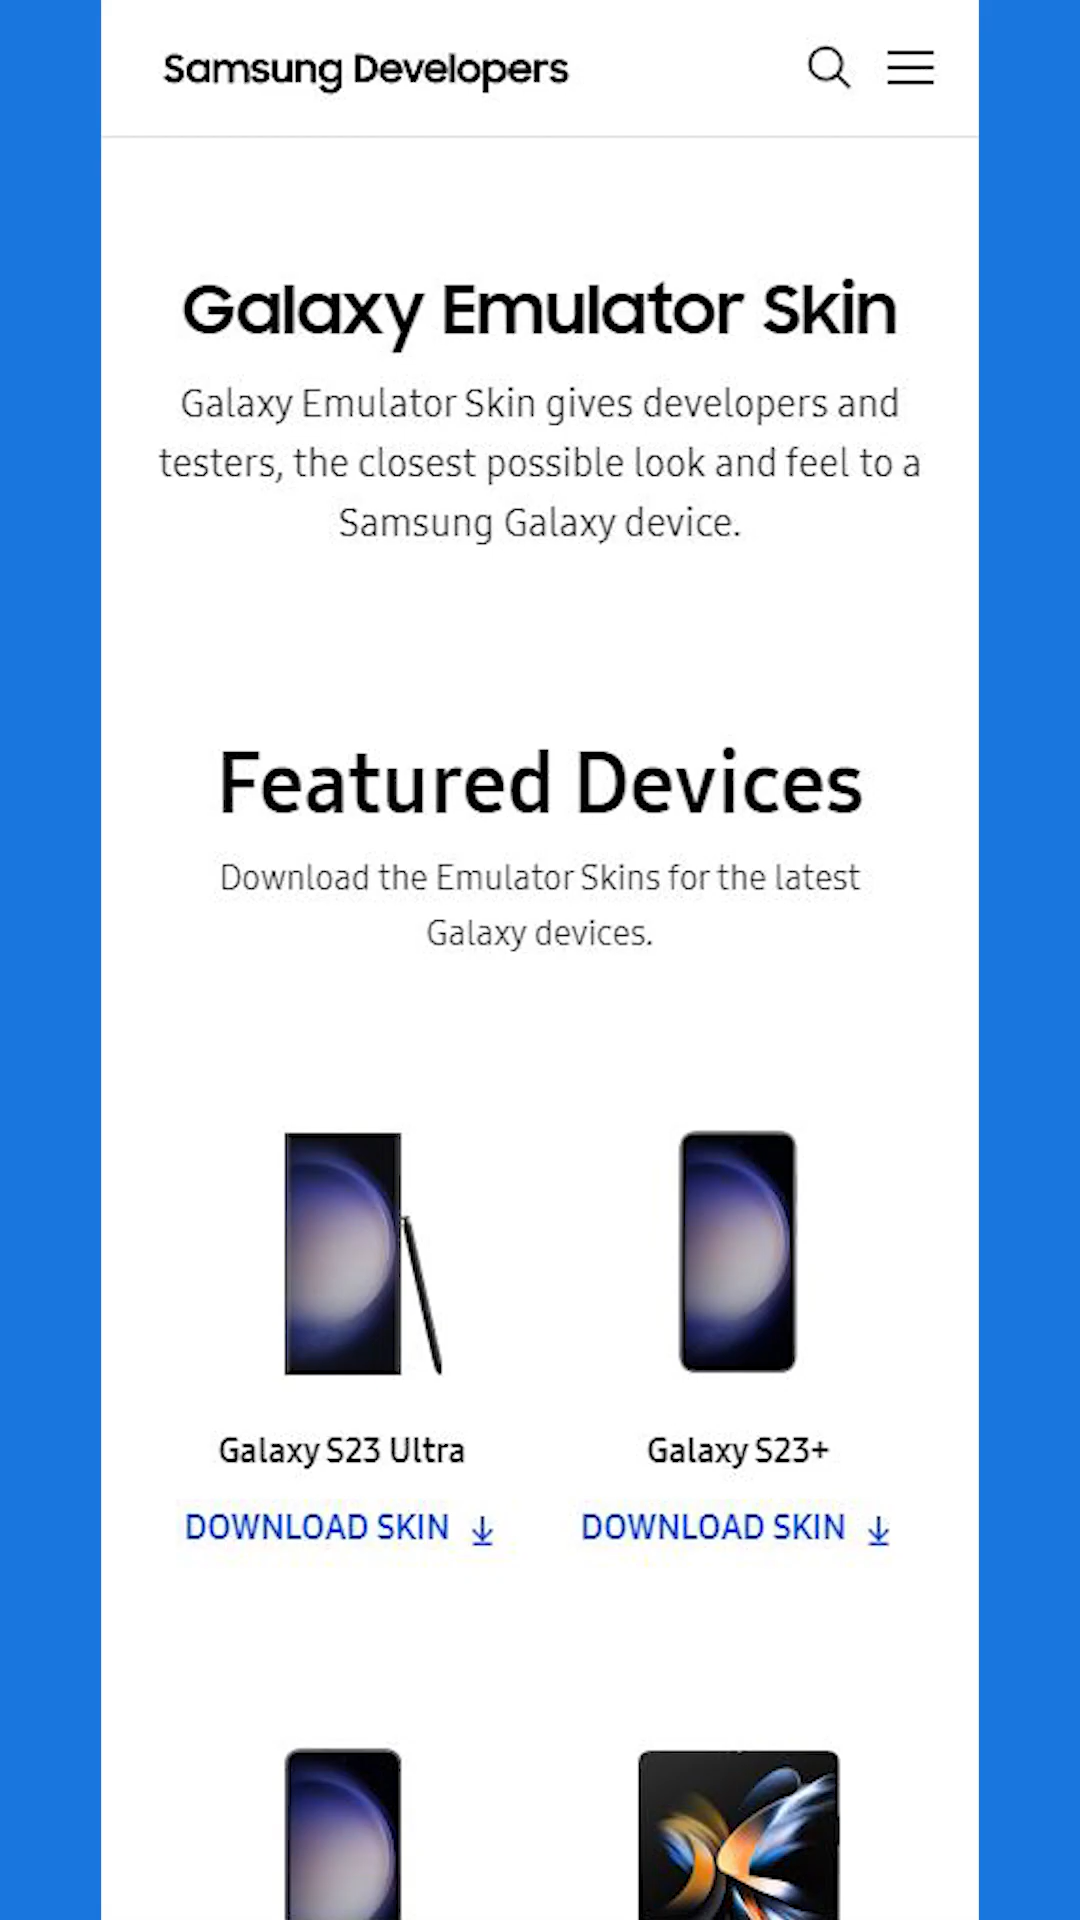 Samsung Developers
Galaxy Emulator Skin
Galaxy Emulator Skin gives developers and
testers, the closest possible look and feel to a
Samsung Galaxy device.
Featured Devices
Download the Emulator Skins for the latest
Galaxy devices.
Galaxy S23 Ultra
Galaxy S23+
DOWNLOAD SKIN
DOWNLOAD SKIN